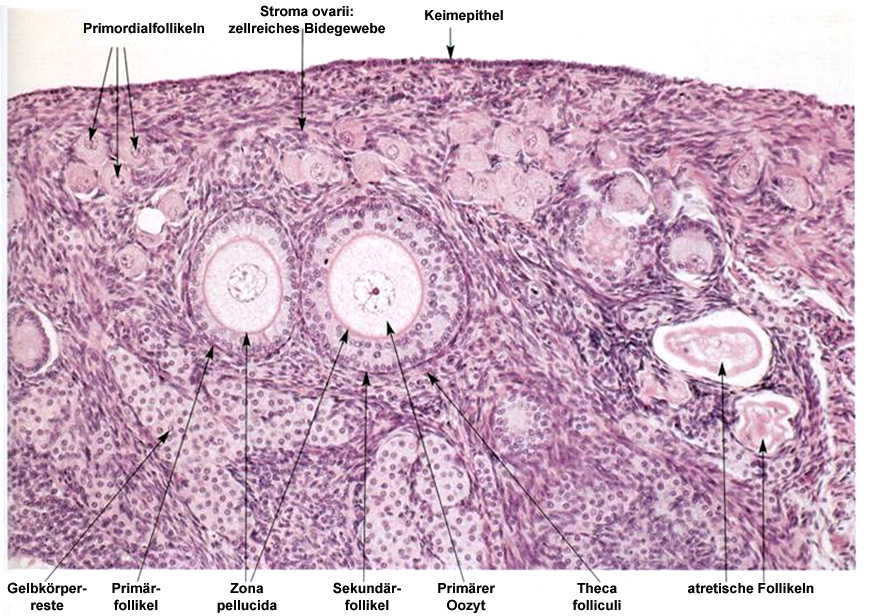 Primordialfollikeln
Stroma ovarii:
zellreiches Bidegewebe
Keimepithel
Gelbkörper-
reste
Primär-
follikel
Zona
pellucida
Sekundär-
follikel
Primärer
Oozyt
Theca
folliculi
atretische Follikeln